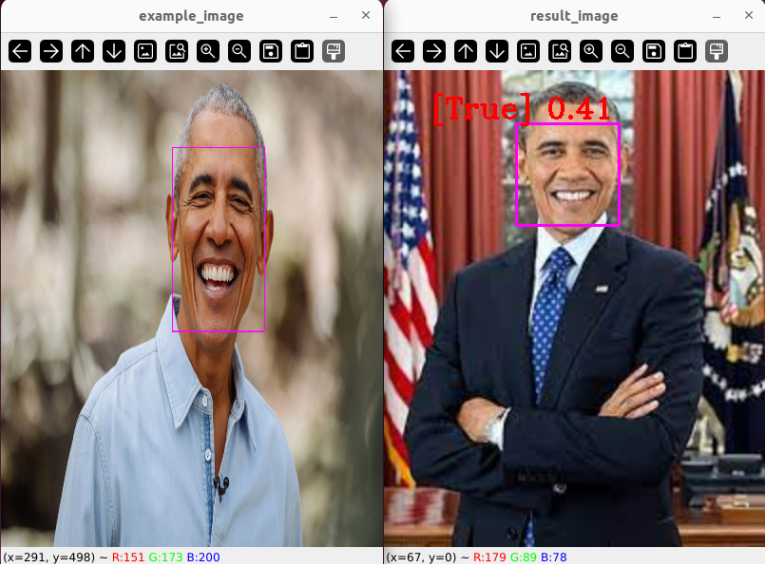 example_image
result_image
[True] 0.41
(x=291, y=498) ~ R:151 G:173 B:200
(x=67, y=0) ~ R:179 G:89 B:78